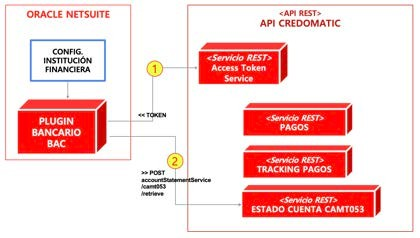 ORACLE NETSUITE
CONFIG.
INSTITUCIÓN
FINANCIERA
PLUGIN
BANCARIO
BAC
1
<< TOKEN
2
>> POST
accountStatementService
/camt053
/retrieve
<API REST>
API CREDOMATIC
<Servicio REST>
Access Token
Service
<Servicio REST>
PAGOS
<Servicio REST>
TRACKING PAGOS
<Servicio REST>
ESTADO CUENTA CAMT053